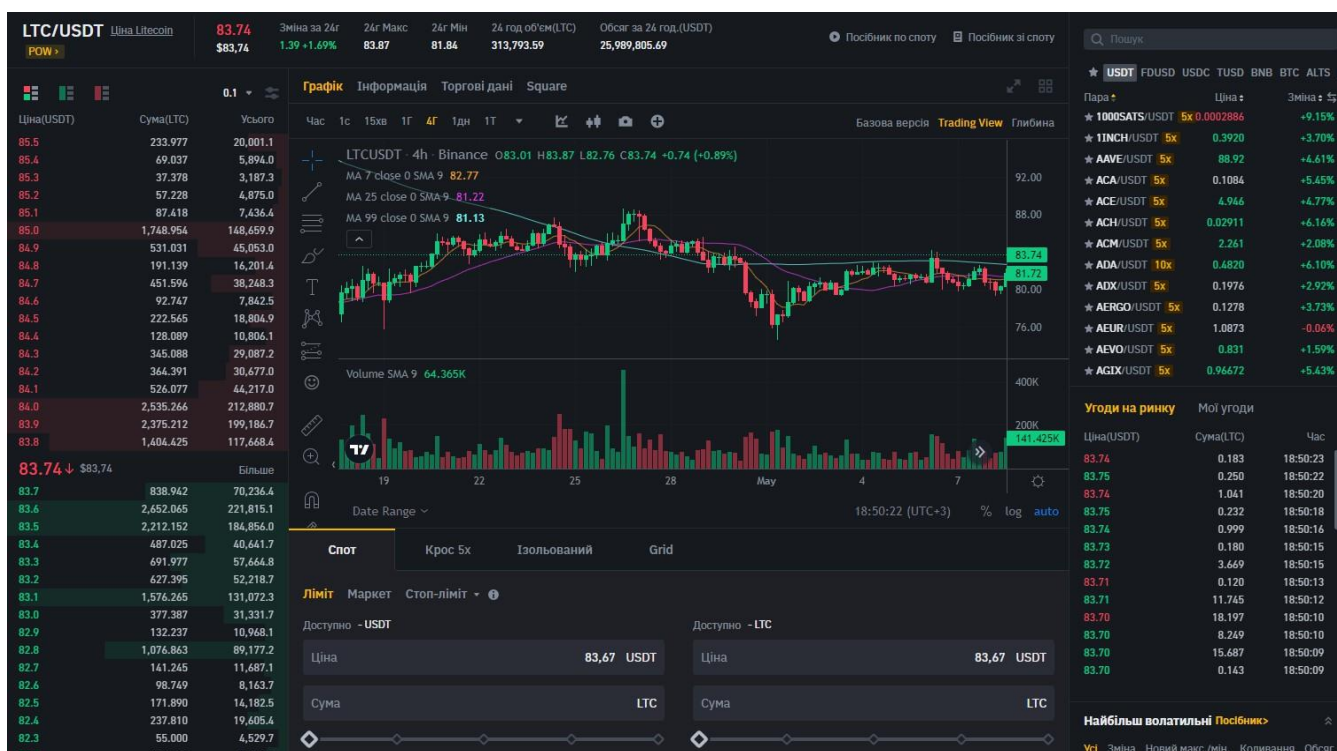 LTC/USDT Ціна Litecoin
POW ›
83.74
$83,74
Зміна за 24г
1.39 +1.69%
24г Макс
83.87
24г Мін
81.84
24 год об'єм(LTC)
313,793.59
Обсяг за 24 год.(USDT)
25,989,805.69
Посібник по споту Посібник зі споту
0.1
Ціна(USDT) Сума(LTC) Усього
85.5 233.977 20,001.1
85.4 69.037 5,894.0
85.3 37.378 3,187.3
85.2 57.228 4,875.0
85.1 87.418 7,436.4
85.0 1,748.954 148,659.9
84.9 531.031 45,053.0
84.8 191.139 16,201.4
84.7 451.596 38,248.3
84.6 92.747 7,842.5
84.5 222.565 18,804.9
84.4 128.089 10,806.1
84.3 345.088 29,087.2
84.2 364.391 30,677.0
84.1 526.077 44,217.0
84.0 2,535.266 212,880.7
83.9 2,375.212 199,186.7
83.8 1,404.425 117,668.4
83.74↓ $83,74 Більше
83.7 838.942 70,236.4
83.6 2,652.065 221,815.1
83.5 2,212.152 184,856.0
83.4 487.025 40,641.7
83.3 691.977 57,664.8
83.2 627.395 52,218.7
83.1 1,576.265 131,072.3
83.0 377.387 31,331.7
82.9 132.237 10,968.1
82.8 1,076.863 89,177.2
82.7 141.245 11,687.1
82.6 98.749 8,163.7
82.5 171.890 14,182.5
82.4 237.810 19,605.4
82.3 55.000 4,529.7
Графік Інформація Торгові дані Square
Час 1с 15хв 1Г 4Г 1дн 1Т
Базова версія Trading View Глибина
LTCUSDT · 4h · Binance O83.01 H83.87 L82.76 C83.74 +0.74 (+0.89%)
MA 7 close 0 SMA 9 82.77
MA 25 close 0 SMA 9 81.22
MA 99 close 0 SMA 9 81.13
92.00
88.00
83.74
81.72
80.00
76.00
Volume SMA 9 64.365K
400K
200K
141.425K
19 22 25 28 May 4 7
Date Range
18:50:22 (UTC+3) % log auto
Спот Крос 5x Ізольований Grid
Ліміт Маркет Стоп-ліміт
Доступно - USDT
Ціна 83,67 USDT
Сума LTC
Доступно - LTC
Ціна 83,67 USDT
Сума LTC
Пошук
USDT FDUSD USDC TUSD BNB BTC ALTS
Пара Ціна Зміна
1000SATS/USDT 5x 0.0002886 +9.15%
1INCH/USDT 5x 0.3920 +3.70%
AAVE/USDT 5x 88.92 +4.61%
ACA/USDT 5x 0.1084 +5.45%
ACE/USDT 5x 4.946 +4.77%
ACH/USDT 5x 0.02911 +6.16%
ACM/USDT 5x 2.261 +2.08%
ADA/USDT 10x 0.4820 +6.10%
ADX/USDT 5x 0.1976 +2.92%
AERGO/USDT 5x 0.1278 +3.73%
AEUR/USDT 5x 1.0873 -0.06%
AEVO/USDT 5x 0.831 +1.59%
AGIX/USDT 5x 0.96672 +5.43%
Угоди на ринку Мої угоди
Ціна(USDT) Сума(LTC) Час
83.74 0.183 18:50:23
83.75 0.250 18:50:22
83.74 1.041 18:50:20
83.75 0.232 18:50:18
83.74 0.999 18:50:16
83.73 0.180 18:50:15
83.72 3.669 18:50:15
83.71 0.120 18:50:13
83.71 11.745 18:50:12
83.70 18.197 18:50:10
83.70 8.249 18:50:10
83.70 15.687 18:50:09
83.70 0.143 18:50:09
Найбільш волатильні Посібник>
Усі Зміна Новий макс./мін. Коливання Обсяг